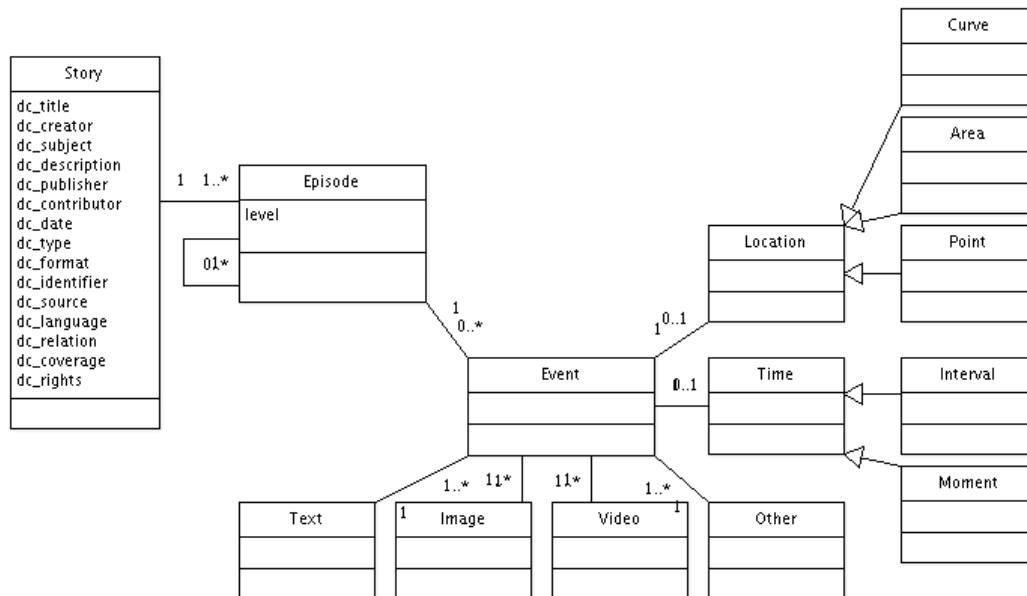 Curve
Story
dc_title
dc_creator
dc_subject
dc_description
dc_publisher
dc_contributor
dc_date
dc_type
dc_format
dc_identifier
dc_source
dc_language
dc_relation
dc_coverage
dc_rights
Area
1 1..*
Episode
level
Location
Point
1
0..*
0..1
1
Event
Time
Interval
0..1
Moment
1..*
11*
11*
1..*
1
1
Text
Image
Video
Other